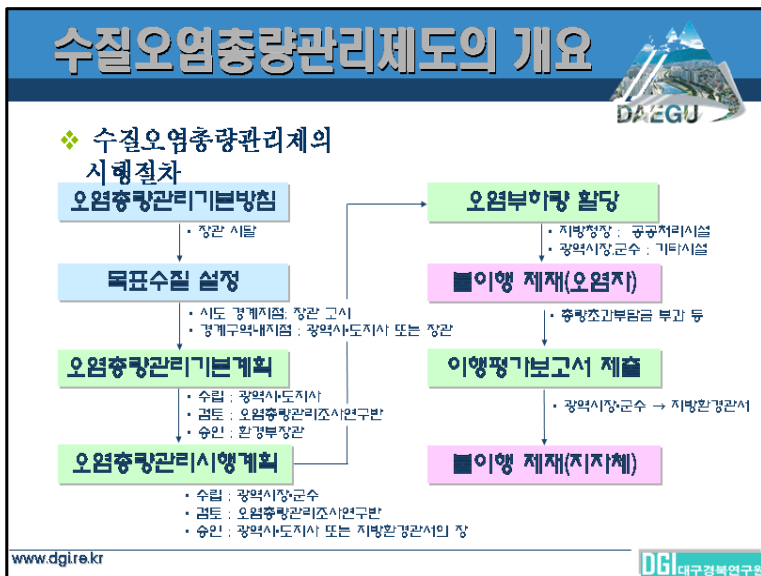 수질오염총량관리제도의 개요
DAEGU
❖ 수질오염총량관리제의
시행절차
오염총량관리기본방침
• 장관 시달
목표수질 설정
• 시도 경계지점: 장관 고시
• 경계구역내지점 : 광역시•도지사 또는 장관
오염총량관리기본계획
• 수립 : 광역시•도지사
• 검토 : 오염총량관리조사연구반
• 승인 : 환경부장관
오염총량관리시행계획
• 수립 : 광역시장•군수
• 검토 : 오염총량관리조사연구반
• 승인 : 광역시•도지사 또는 지방환경관서의 장
오염부하량 할당
• 지방청장 : 공공처리시설
• 광역시장.군수 : 기타시설
불이행 제재(오염자)
• 총량초과부담금 부과 등
이행평가보고서 제출
• 광역시장•군수 → 지방환경관서
불이행 제재(지자체)
www.dgi.re.kr
DGI 대구경북연구원